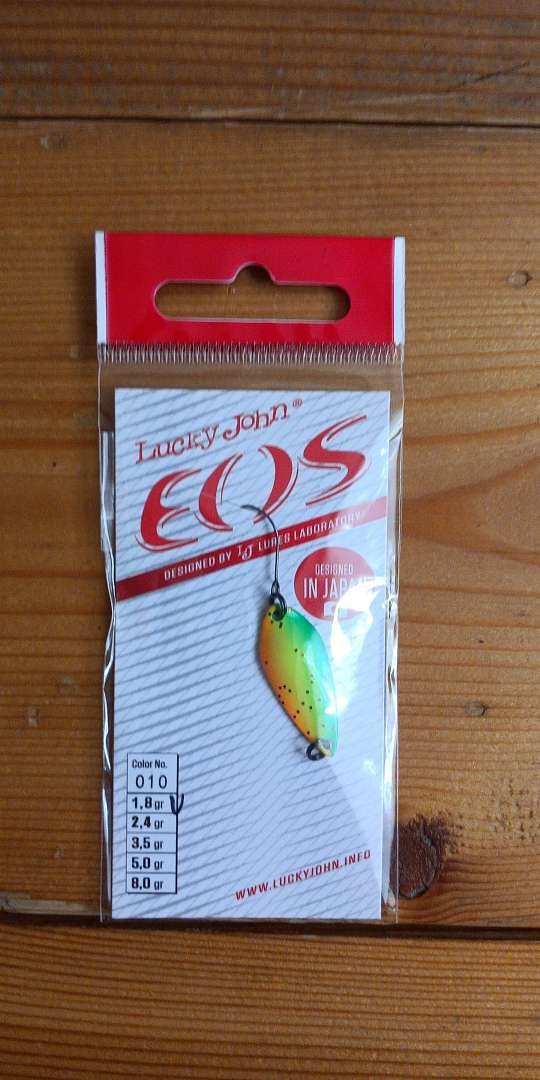 Lucky John®
EOS
DESIGNED BY LJ LURES LABORATORY
DESIGNED
IN JAPAN
Color No.
010
1,8 gr V
2,4 gr
3,5 gr
5,0 gr
8,0 gr
WWW.LUCKYJOHN.INFO